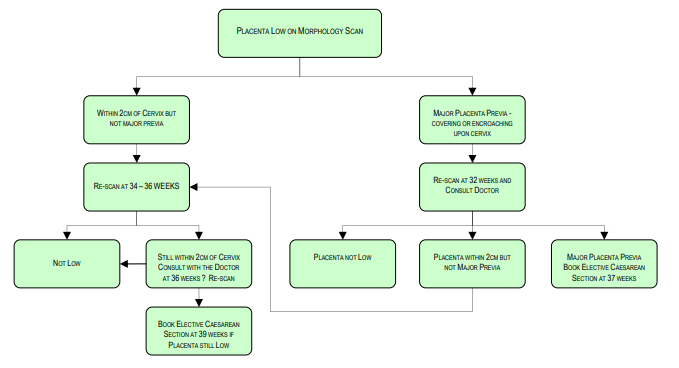 PLACENTA LOW ON MORPHOLOGY SCAN
WITHIN 2CM OF CERVIX BUT
NOT MAJOR PREVIA
MAJOR PLACENTA PREVIA -
COVERING OR ENCROACHING
UPON CERVIX
RE-SCAN AT 34 – 36 WEEKS
RE-SCAN AT 32 WEEKS AND
CONSULT DOCTOR
NOT LOW
STILL WITHIN 2CM OF CERVIX
CONSULT WITH THE DOCTOR
AT 36 WEEKS ? RE-SCAN
PLACENTA NOT LOW
PLACENTA WITHIN 2CM BUT
NOT MAJOR PREVIA
MAJOR PLACENTA PREVIA
BOOK ELECTIVE CAESAREAN
SECTION AT 37 WEEKS
BOOK ELECTIVE CAESAREAN
SECTION AT 39 WEEKS IF
PLACENTA STILL LOW